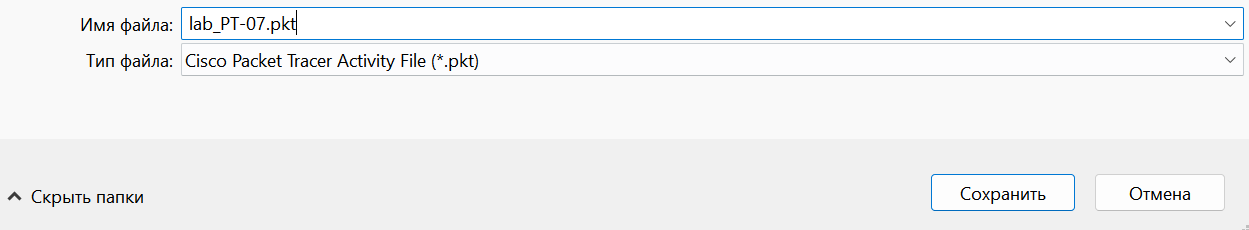 Имя файла: lab_PT-07.pkt
Тип файла: Cisco Packet Tracer Activity File (*.pkt)
Скрыть папки
Сохранить
Отмена